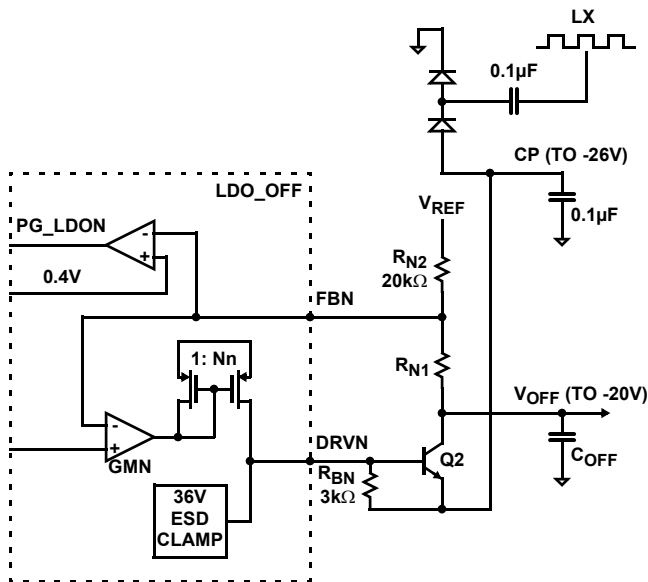 LX
0.1µF
CP (TO -26V)
0.1µF
LDO_OFF
PG_LDON
0.4V
-
+
VREF
RN2
20kΩ
FBN
RN1
1: Nn
VOFF (TO -20V)
-
+
GMN
DRVN
RBN
3kΩ
Q2
COFF
36V
ESD
CLAMP